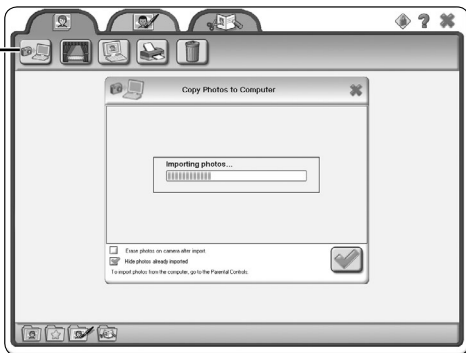 Copy Photos to Computer
Importing photos...
Erase photos on camera after import
Hide photos already imported
To import photos from the computer, go to the Parental Controls.